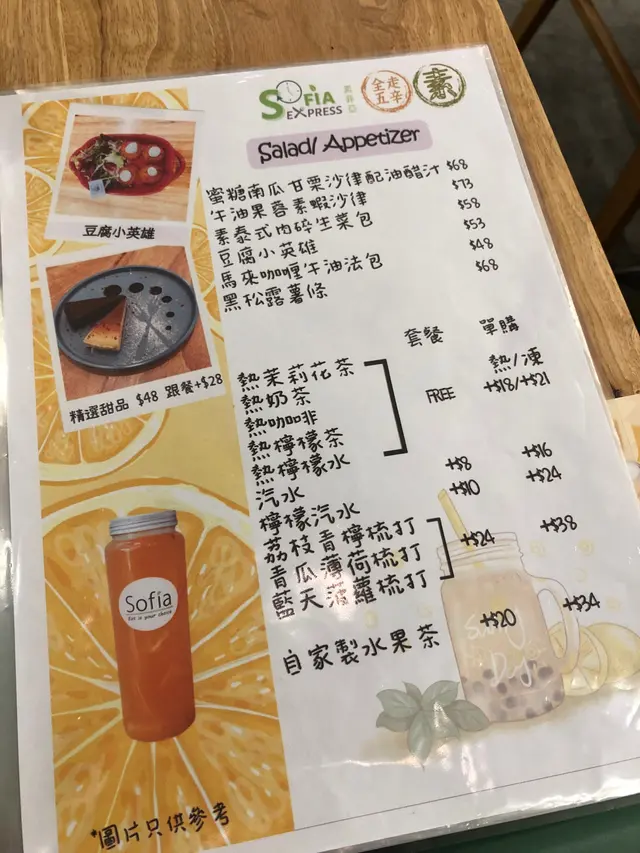 SOFIA
EXPRESS
全走
五辛
素
Salad/ Appetizer
蜜糖南瓜甘栗沙律配油醋汁 $68
牛油果蓉素蝦沙律 $73
素泰式肉碎生菜包 $58
豆腐小英雄 $53
馬來咖喱牛油法包 $48
黑松露薯條 $68
豆腐小英雄
精選甜品 $48 跟餐+$28
套餐 單購
熱/凍
熱茉莉花茶
熱奶茶 FREE +$18/+$21
熱咖啡
熱檸檬茶
熱檸檬水
汽水 +$8 +$16
檸檬汽水 +$10 +$24
荔枝青檸梳打
青瓜薄荷梳打 +$24 +$38
藍天菠蘿梳打
自家製水果茶 +$20 +$34
Sofia
Eat is your choice
*圖片只供參考